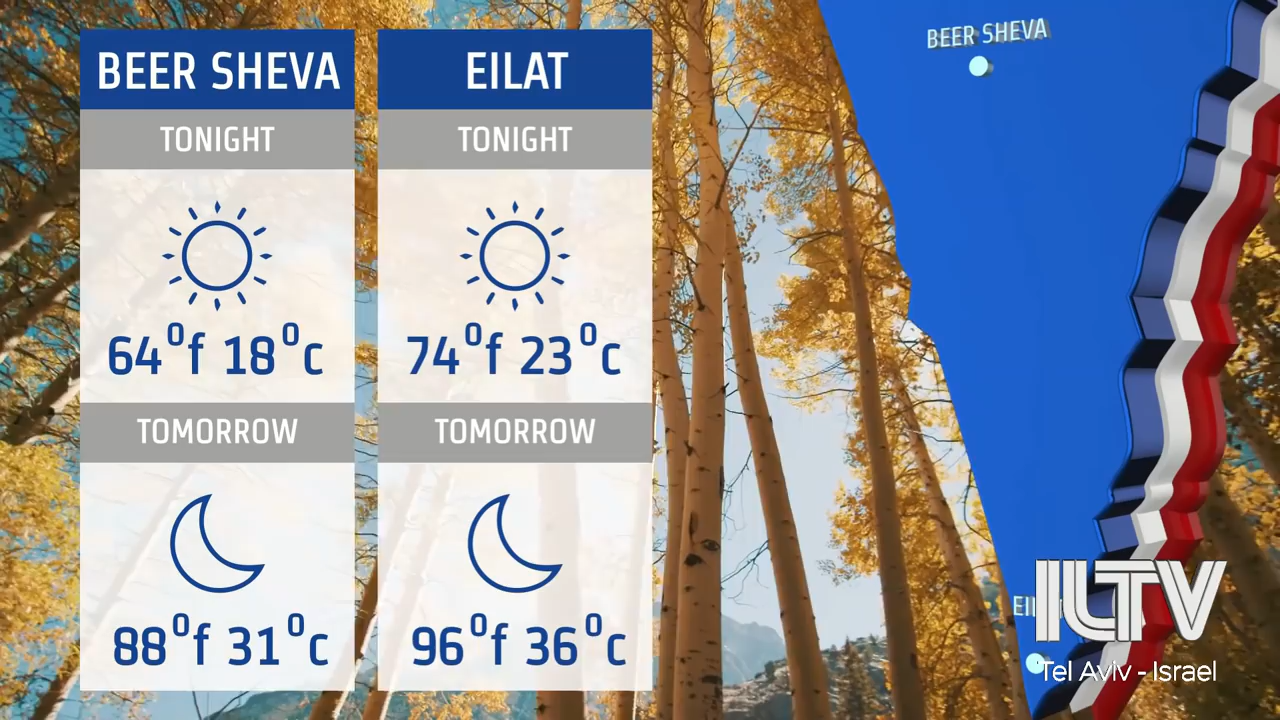 BEER SHEVA
TONIGHT
64°f 18°c
TOMORROW
88°f 31°c
EILAT
TONIGHT
74°f 23°c
TOMORROW
96°f 36°c
BEER SHEVA
ILTV
Tel Aviv - Israel